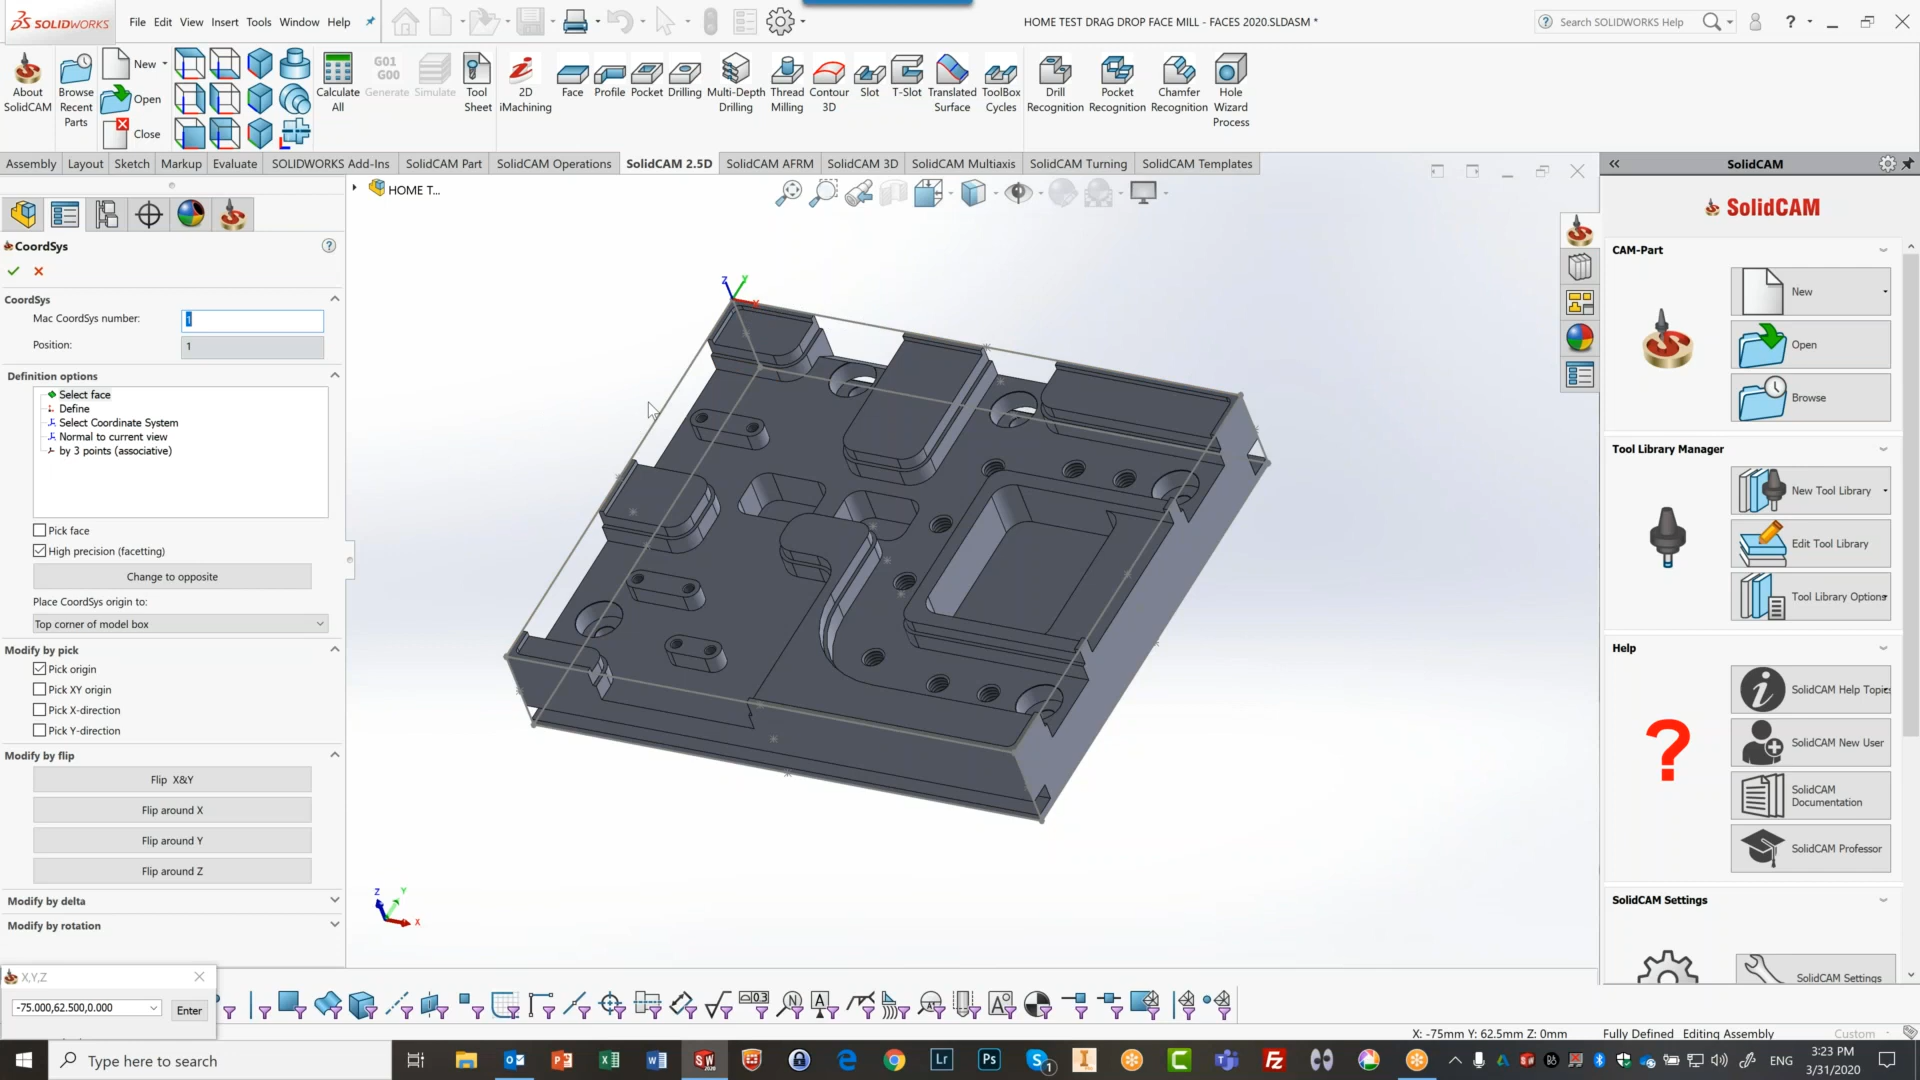 SOLIDWORKS
File Edit View Insert Tools Window Help
HOME TEST DRAG DROP FACE MILL - FACES 2020.SLDASM *
Search SOLIDWORKS Help
About SolidCAM
Browse Recent Parts
New
Open
Close
Calculate All
G01 G00
Generate
Simulate
Tool Sheet
2D iMachining
Face
Profile
Pocket
Drilling
Multi-Depth Drilling
Thread Milling
Contour 3D
Slot
T-Slot
Translated Surface
ToolBox Cycles
Drill Recognition
Pocket Recognition
Chamfer Recognition
Hole Wizard Process
Assembly Layout Sketch Markup Evaluate SOLIDWORKS Add-Ins SolidCAM Part SolidCAM Operations SolidCAM 2.5D SolidCAM AFRM SolidCAM 3D SolidCAM Multiaxis SolidCAM Turning SolidCAM Templates
SolidCAM
HOME T...
CoordSys
CoordSys
Mac CoordSys number: 1
Position: 1
Definition options
Select face
Define
Select Coordinate System
Normal to current view
by 3 points (associative)
Pick face
High precision (facetting)
Change to opposite
Place CoordSys origin to:
Top corner of model box
Modify by pick
Pick origin
Pick XY origin
Pick X-direction
Pick Y-direction
Modify by flip
Flip X&Y
Flip around X
Flip around Y
Flip around Z
Modify by delta
Modify by rotation
X,Y,Z
-75.000,62.500,0.000
Enter
Z Y X
Z Y X
SolidCAM
CAM-Part
New
Open
Browse
Tool Library Manager
New Tool Library
Edit Tool Library
Tool Library Options
Help
SolidCAM Help Topics
SolidCAM New User
SolidCAM Documentation
SolidCAM Professor
SolidCAM Settings
SolidCAM Settings
X: -75mm Y: 62.5mm Z: 0mm
Fully Defined Editing Assembly
Custom
Type here to search
ENG
3:23 PM
3/31/2020